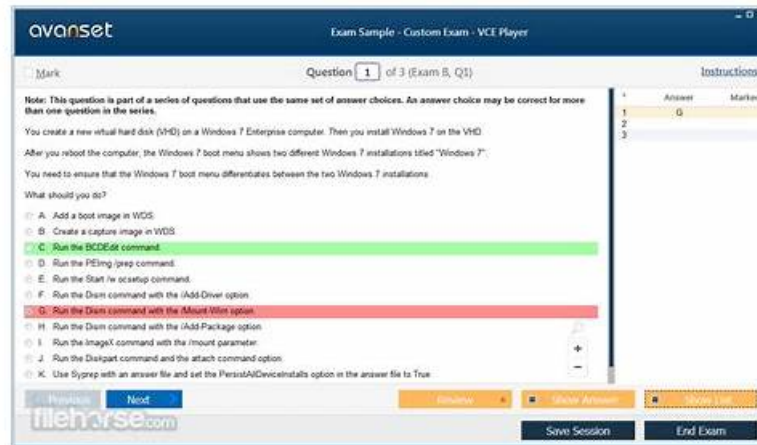 avanset
Exam Sample - Custom Exam - VCE Player
Mark
Question 1 of 3 (Exam B, Q1)
Instructions
Note: This question is part of a series of questions that use the same set of answer choices. An answer choice may be correct for more
than one question in the series.
You create a new virtual hard disk (VHD) on a Windows 7 Enterprise computer. Then you install Windows 7 on the VHD.
After you reboot the computer, the Windows 7 boot menu shows two different Windows 7 installations titled "Windows 7".
You need to ensure that the Windows 7 boot menu differentiates between the two Windows 7 installations.
What should you do?
A. Add a boot image in WDS.
B. Create a capture image in WDS.
C. Run the BCDEdit command.
D. Run the PEImg /prep command.
E. Run the Start /w ocsetup command.
F. Run the Dism command with the /Add-Driver option.
G. Run the Dism command with the /Mount-Wim option.
H. Run the Dism command with the /Add-Package option.
I. Run the ImageX command with the /mount parameter.
J. Run the Diskpart command and the attach command option.
K. Use Syprep with an answer file and set the PersistAllDeviceInstalls option in the answer file to True
Answer Marked
1 G
2
3
+
−
Previous
Next
Review
Show Answer
Show List
filehorse.com
Save Session
End Exam